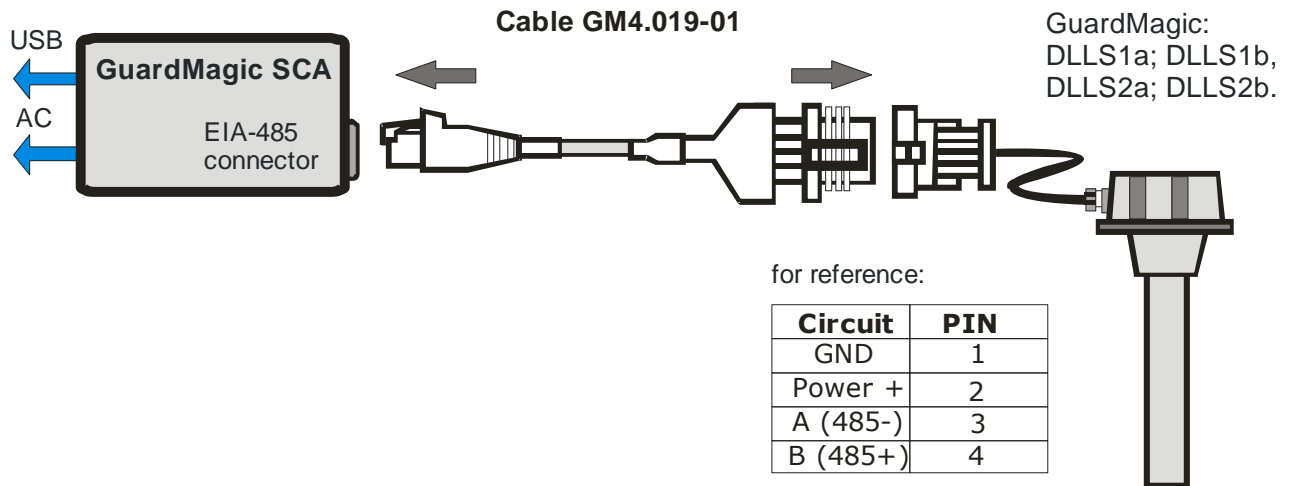 Cable GM4.019-01
USB
AC
GuardMagic SCA
EIA-485
connector
GuardMagic:
DLLS1a; DLLS1b,
DLLS2a; DLLS2b.
for reference:
Circuit PIN
GND 1
Power + 2
A (485-) 3
B (485+) 4